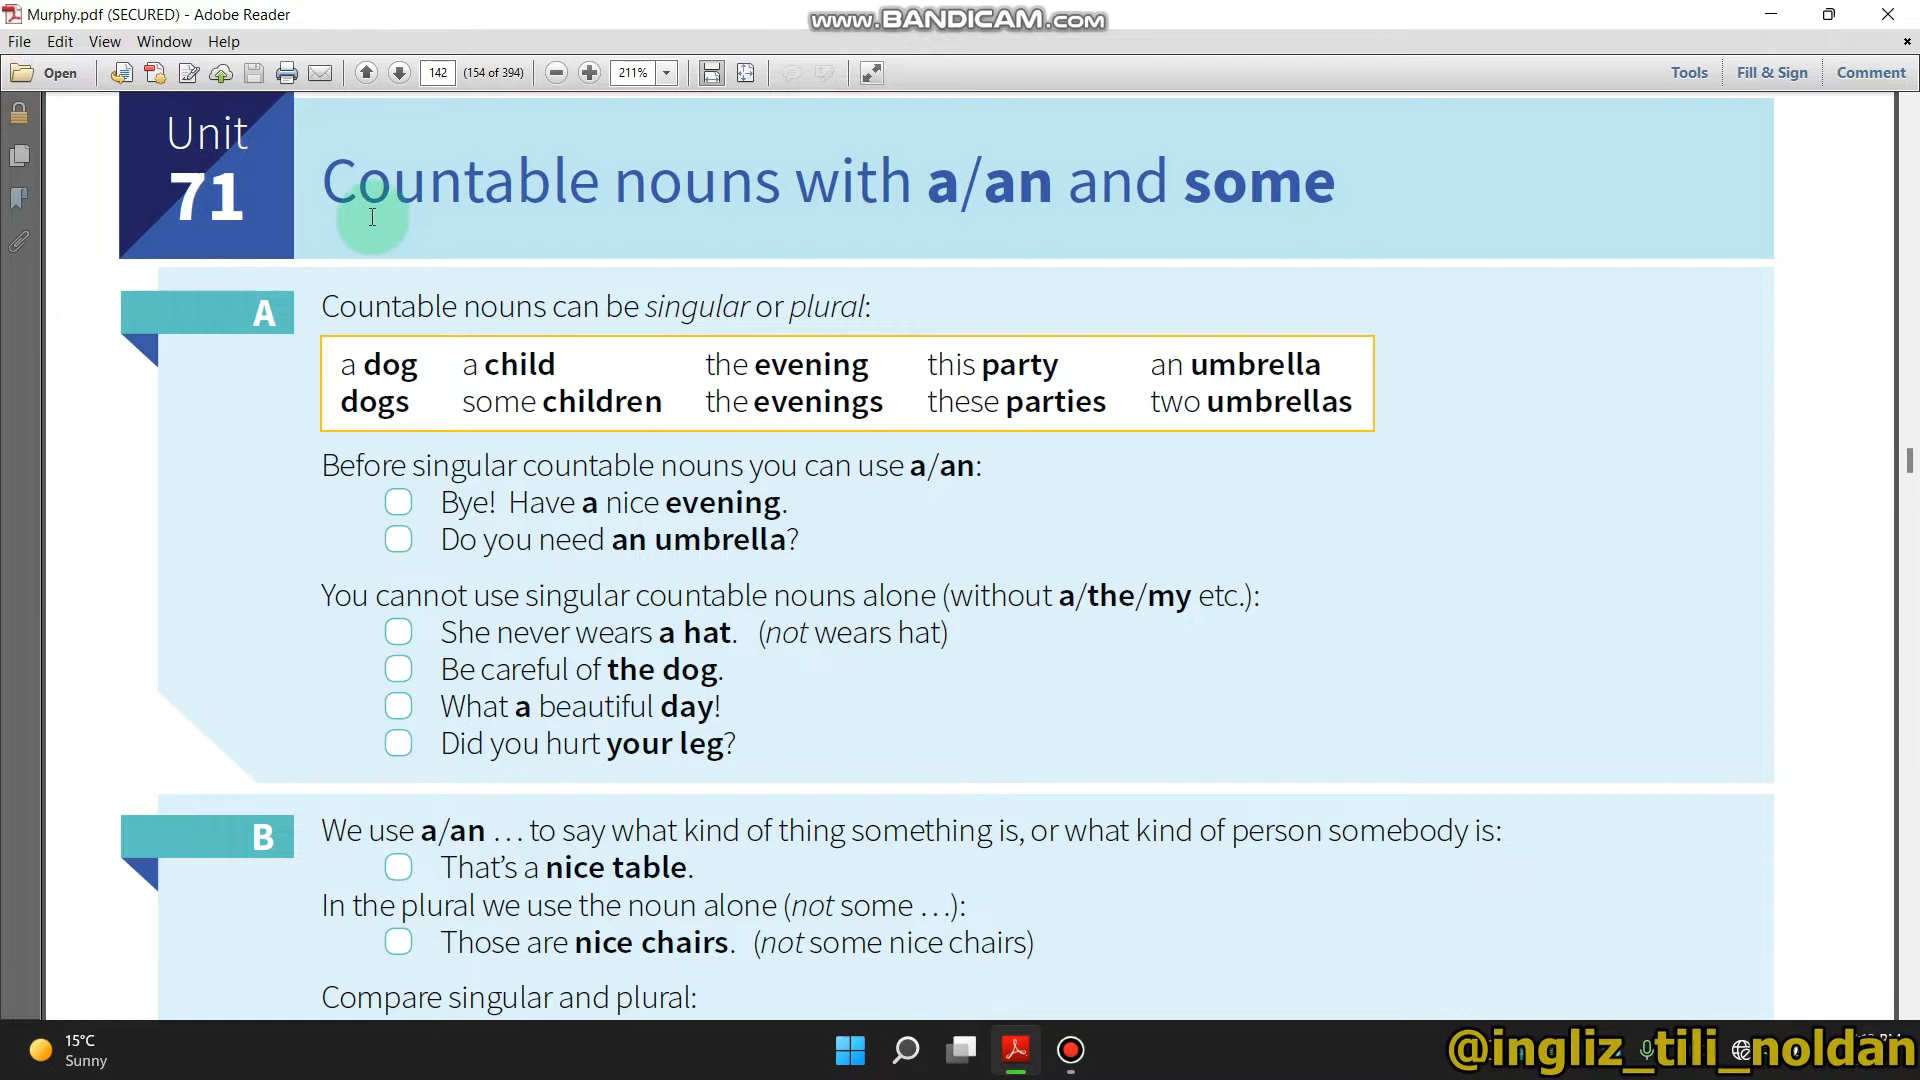 Murphy.pdf (SECURED) - Adobe Reader
www.BANDICAM.com
File Edit View Window Help
Open 142 (154 of 394) 211% Tools Fill & Sign Comment
Unit
71
Countable nouns with a/an and some
A
Countable nouns can be singular or plural:
a dog a child the evening this party an umbrella
dogs some children the evenings these parties two umbrellas
Before singular countable nouns you can use a/an:
Bye! Have a nice evening.
Do you need an umbrella?
You cannot use singular countable nouns alone (without a/the/my etc.):
She never wears a hat. (not wears hat)
Be careful of the dog.
What a beautiful day!
Did you hurt your leg?
B
We use a/an … to say what kind of thing something is, or what kind of person somebody is:
That's a nice table.
In the plural we use the noun alone (not some …):
Those are nice chairs. (not some nice chairs)
Compare singular and plural:
15°C
Sunny
@ingliz_tili_noldan